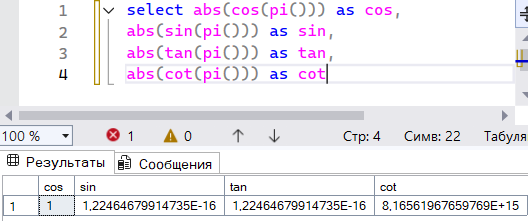 1 select abs(cos(pi())) as cos,
2 abs(sin(pi())) as sin,
3 abs(tan(pi())) as tan,
4 abs(cot(pi())) as cot
100 % 1 0 Стр: 4 Симв: 22 Табуля
Результаты Сообщения
cos sin tan cot
1 1 1,22464679914735E-16 1,22464679914735E-16 8,16561967659769E+15